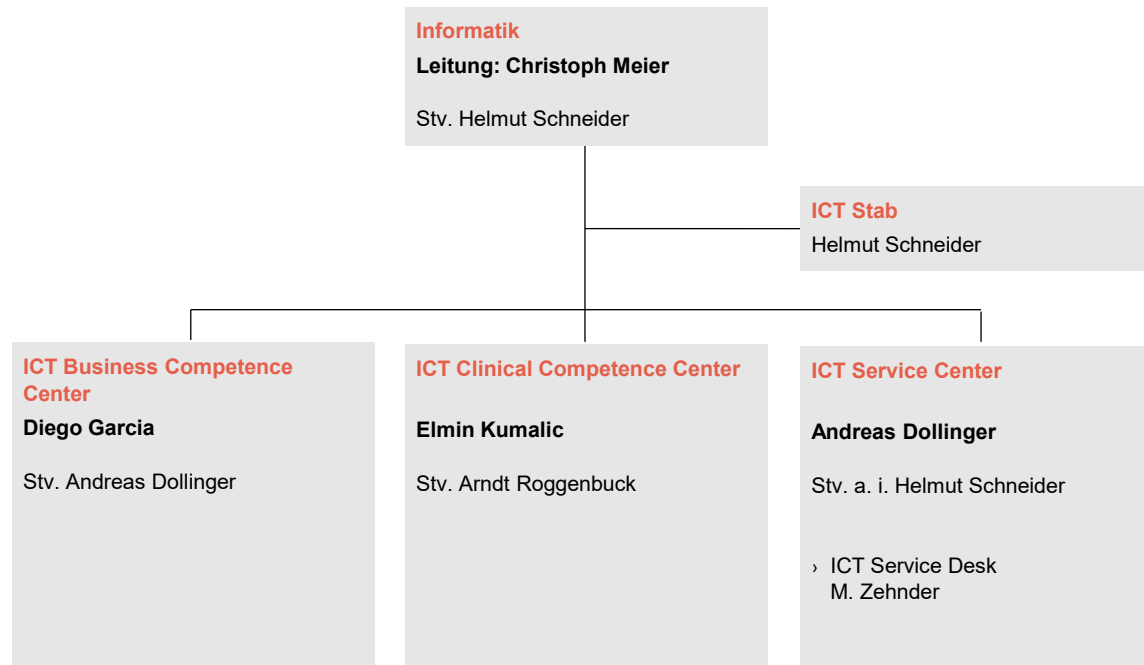 Informatik
Leitung: Christoph Meier
Stv. Helmut Schneider
ICT Stab
Helmut Schneider
ICT Business Competence
Center
Diego Garcia
Stv. Andreas Dollinger
ICT Clinical Competence Center
Elmin Kumalic
Stv. Arndt Roggenbuck
ICT Service Center
Andreas Dollinger
Stv. a. i. Helmut Schneider
› ICT Service Desk
M. Zehnder